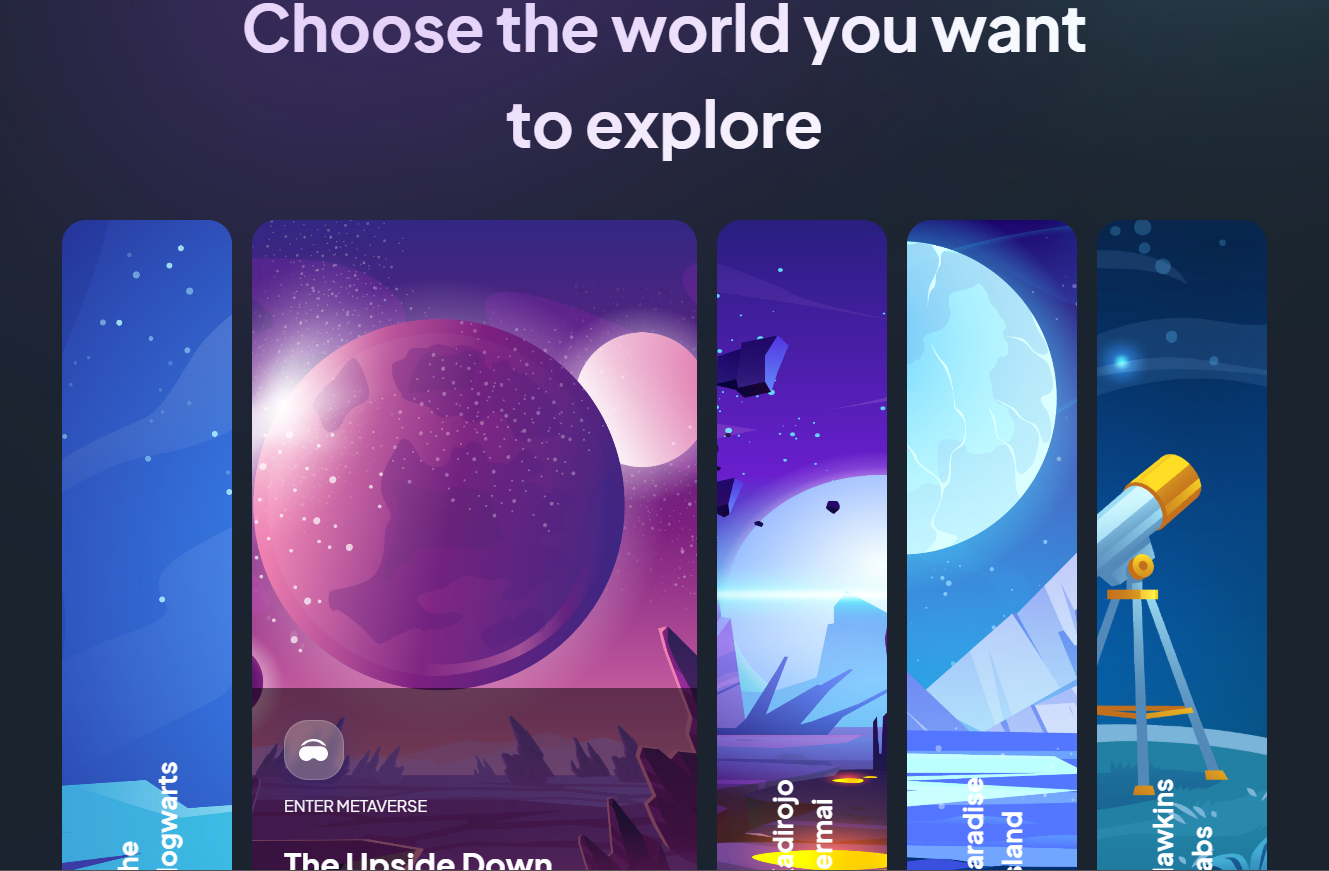 Choose the world you want
to explore
he
logwarts
ENTER METAVERSE
The Upside Down
adirojo
ermai
aradise
sland
lawkins
abs